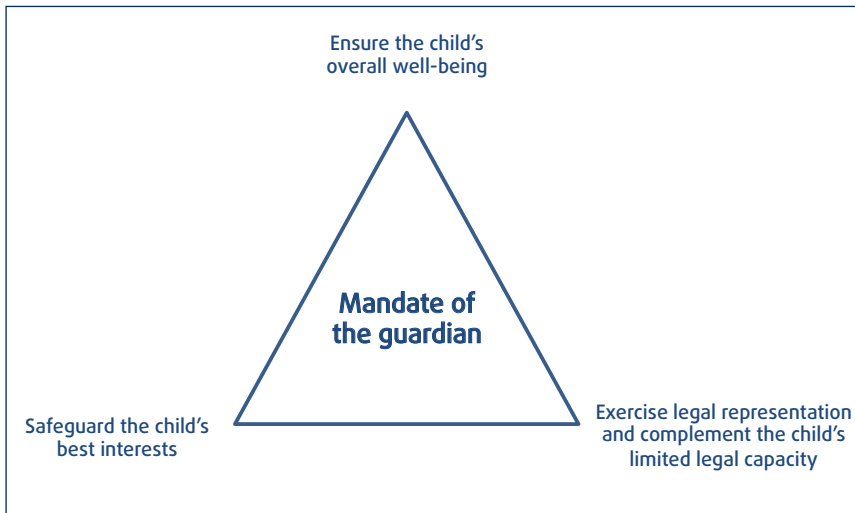 Ensure the child’s
overall well-being
Mandate of
the guardian
Safeguard the child’s
best interests
Exercise legal representation
and complement the child’s
limited legal capacity